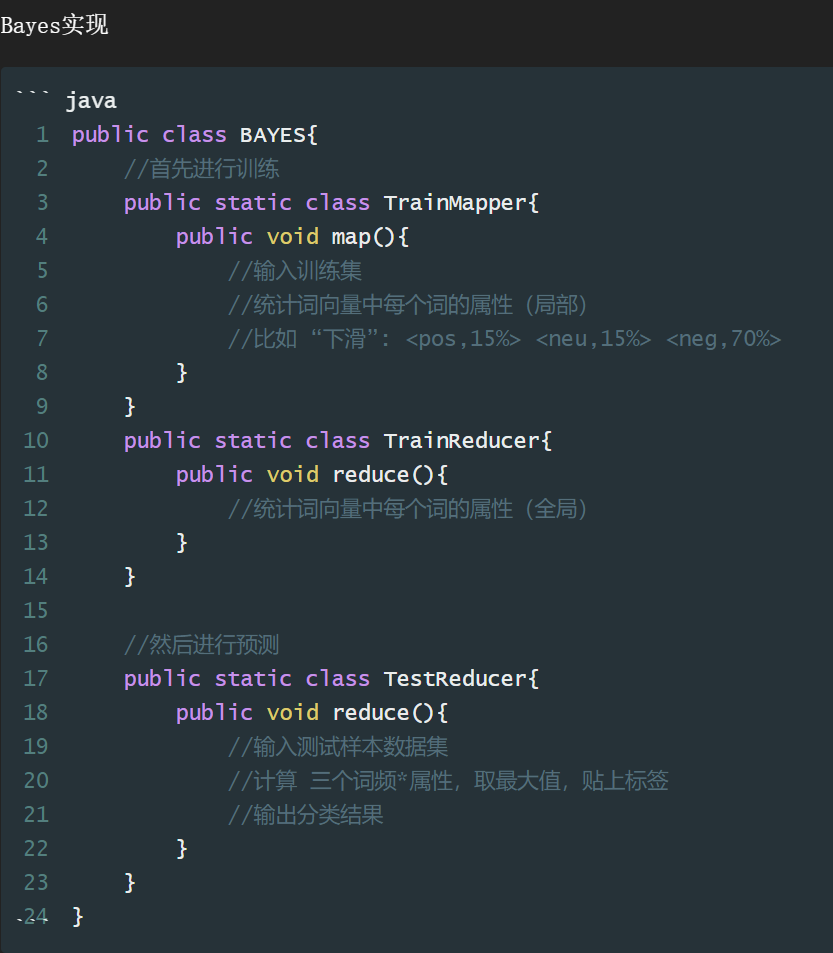 Bayes实现
``` java
1 public class BAYES{
2 //首先进行训练
3 public static class TrainMapper{
4 public void map(){
5 //输入训练集
6 //统计词向量中每个词的属性（局部）
7 //比如 “下滑”: <pos,15%> <neu,15%> <neg,70%>
8 }
9 }
10 public static class TrainReducer{
11 public void reduce(){
12 //统计词向量中每个词的属性（全局）
13 }
14 }
15
16 //然后进行预测
17 public static class TestReducer{
18 public void reduce(){
19 //输入测试样本数据集
20 //计算 三个词频*属性，取最大值，贴上标签
21 //输出分类结果
22 }
23 }
24 }
```